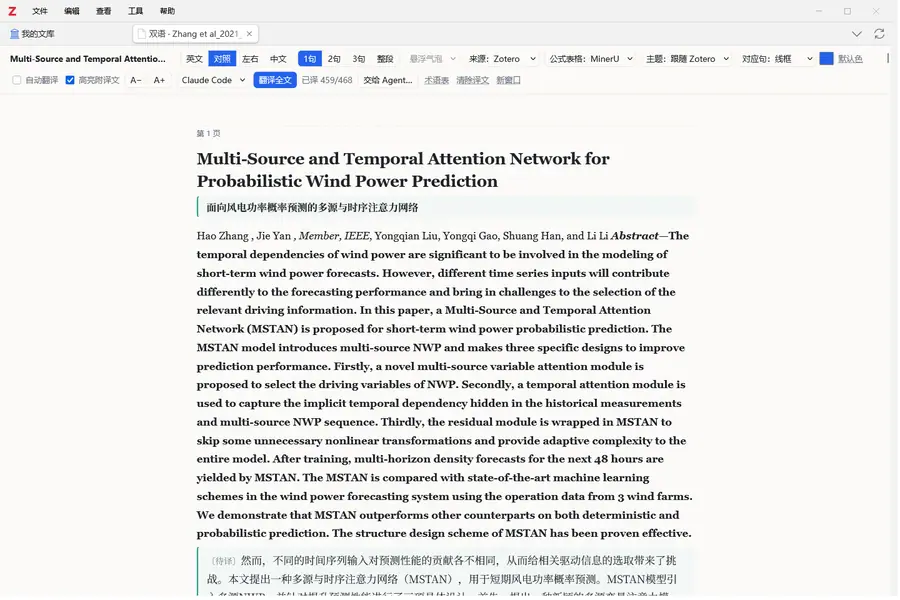 Z 文件 编辑 查看 工具 帮助
我的文库 双语 - Zhang et al_2021_ ×
Multi-Source and Temporal Attentio... 英文 对照 左右 中文 1句 2句 3句 整段 悬浮气泡 来源：Zotero 公式表格：MinerU 主题：跟随 Zotero 对应句：线框 默认色
自动翻译 高亮附译文 A− A+ Claude Code 翻译全文 已译 459/468 交给 Agent... 术语表 清除译文 新窗口
第 1 页
Multi-Source and Temporal Attention Network for
Probabilistic Wind Power Prediction
面向风电功率概率预测的多源与时序注意力网络
Hao Zhang , Jie Yan , Member, IEEE, Yongqian Liu, Yongqi Gao, Shuang Han, and Li Li Abstract—The
temporal dependencies of wind power are significant to be involved in the modeling of
short-term wind power forecasts. However, different time series inputs will contribute
differently to the forecasting performance and bring in challenges to the selection of the
relevant driving information. In this paper, a Multi-Source and Temporal Attention
Network (MSTAN) is proposed for short-term wind power probabilistic prediction. The
MSTAN model introduces multi-source NWP and makes three specific designs to improve
prediction performance. Firstly, a novel multi-source variable attention module is
proposed to select the driving variables of NWP. Secondly, a temporal attention module is
used to capture the implicit temporal dependency hidden in the historical measurements
and multi-source NWP sequence. Thirdly, the residual module is wrapped in MSTAN to
skip some unnecessary nonlinear transformations and provide adaptive complexity to the
entire model. After training, multi-horizon density forecasts for the next 48 hours are
yielded by MSTAN. The MSTAN is compared with state-of-the-art machine learning
schemes in the wind power forecasting system using the operation data from 3 wind farms.
We demonstrate that MSTAN outperforms other counterparts on both deterministic and
probabilistic prediction. The structure design scheme of MSTAN has been proven effective.
［待译］然而，不同的时间序列输入对预测性能的贡献各不相同，从而给相关驱动信息的选取带来了挑
战。本文提出一种多源与时序注意力网络（MSTAN），用于短期风电功率概率预测。MSTAN模型引